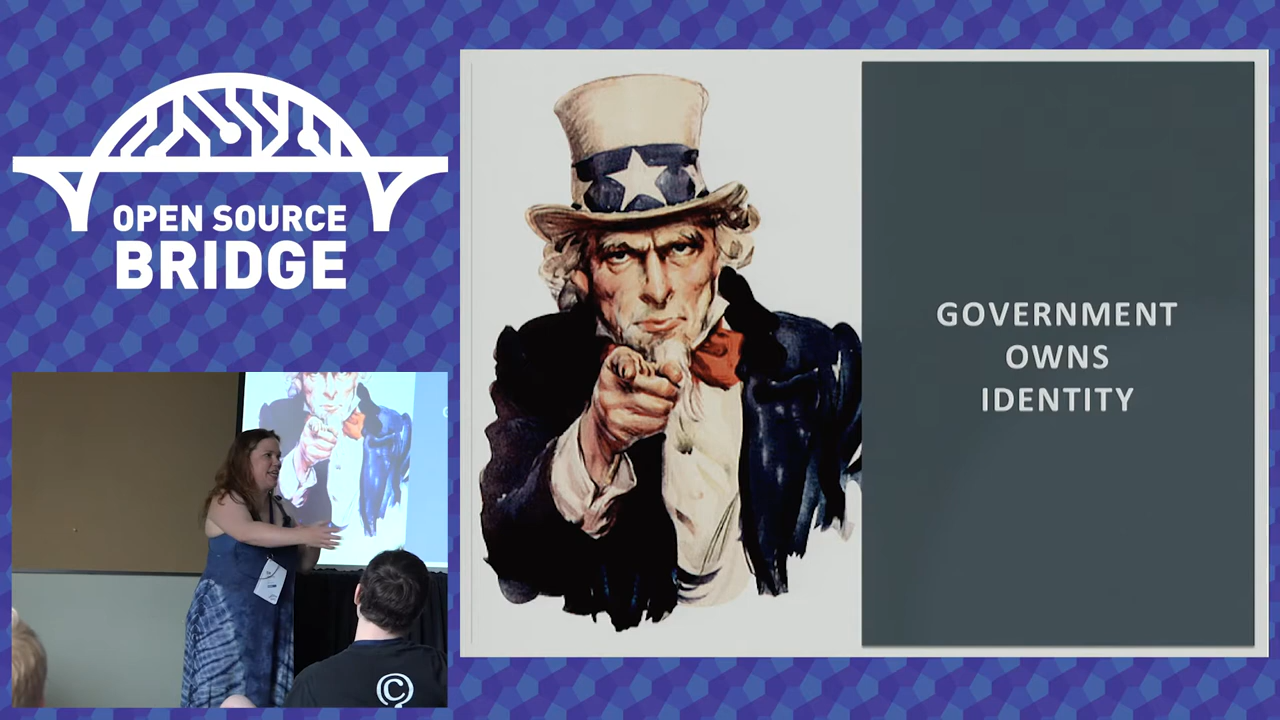 OPEN SOURCE
BRIDGE
GOVERNMENT
OWNS
IDENTITY
©